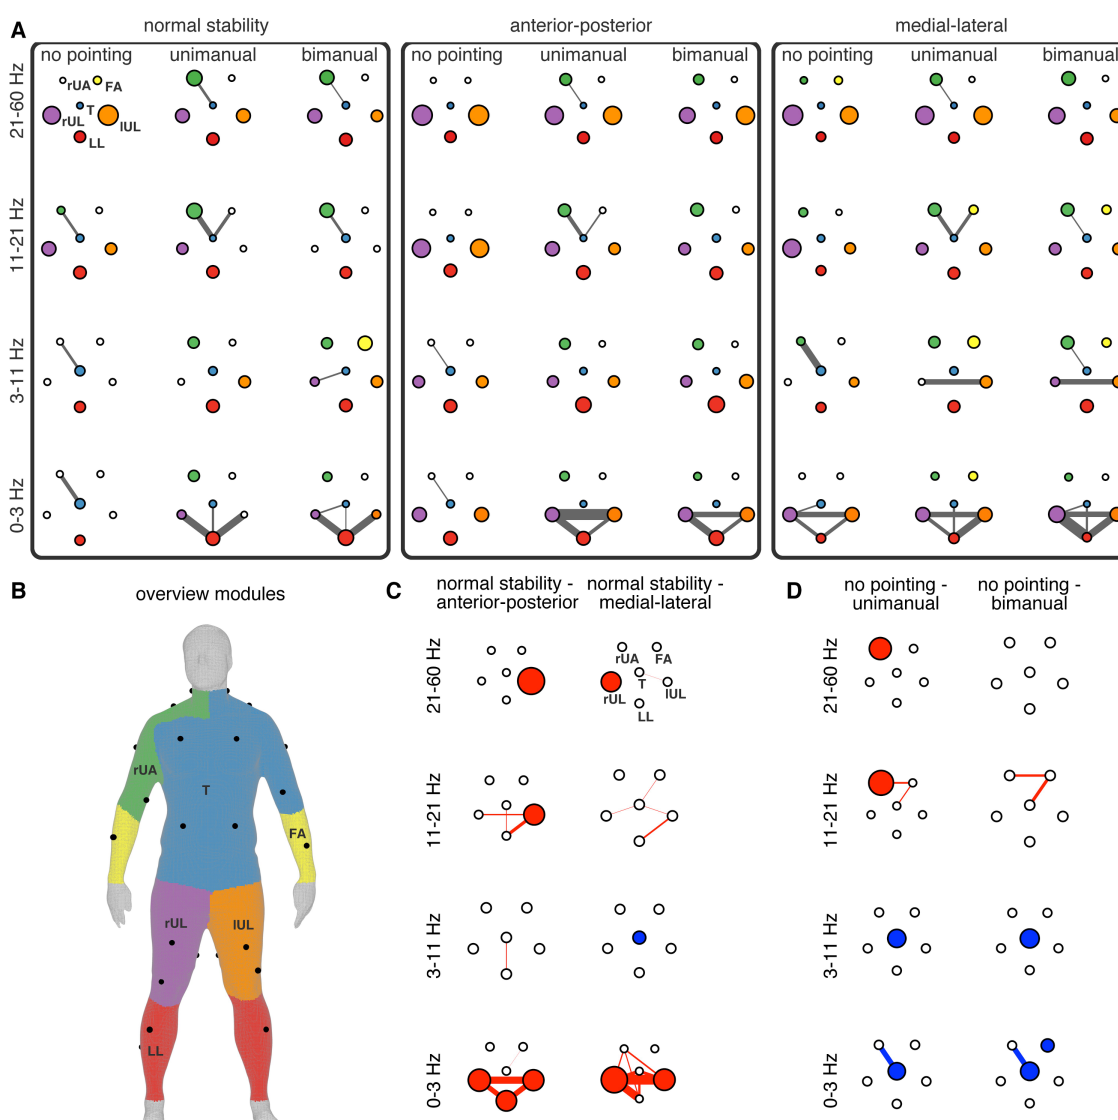 A
normal stability
anterior-posterior
medial-lateral
no pointing
unimanual
bimanual
no pointing
unimanual
bimanual
no pointing
unimanual
bimanual
21-60 Hz
rUA
FA
T
rUL
lUL
LL
11-21 Hz
3-11 Hz
0-3 Hz
B
overview modules
rUA
T
FA
rUL
lUL
LL
C
normal stability -
anterior-posterior
normal stability -
medial-lateral
21-60 Hz
rUA
FA
T
rUL
lUL
LL
11-21 Hz
3-11 Hz
0-3 Hz
D
no pointing -
unimanual
no pointing -
bimanual
21-60 Hz
11-21 Hz
3-11 Hz
0-3 Hz